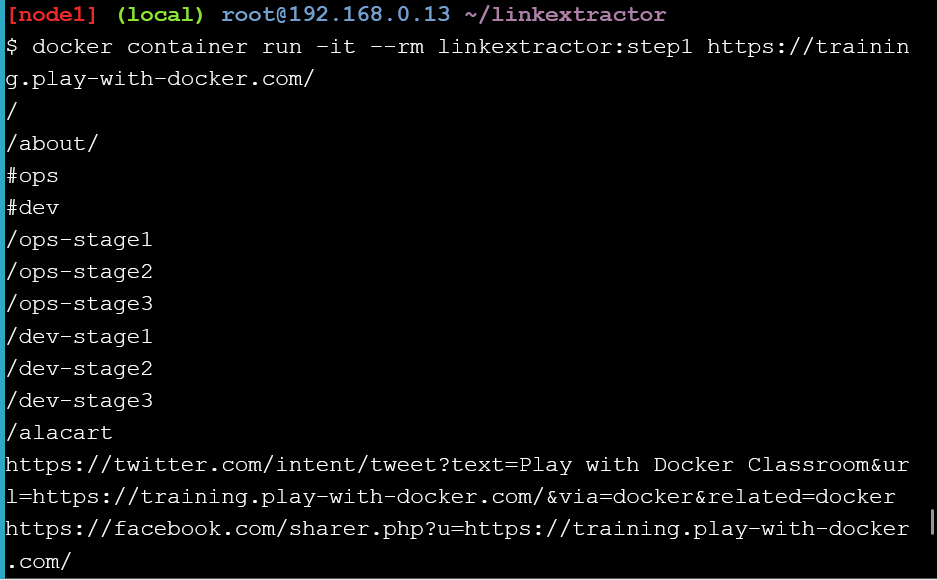 [node1] (local) root@192.168.0.13 ~/linkextractor
$ docker container run -it --rm linkextractor:step1 https://trainin
g.play-with-docker.com/
/
/about/
#ops
#dev
/ops-stage1
/ops-stage2
/ops-stage3
/dev-stage1
/dev-stage2
/dev-stage3
/alacart
https://twitter.com/intent/tweet?text=Play with Docker Classroom&ur
l=https://training.play-with-docker.com/&via=docker&related=docker
https://facebook.com/sharer.php?u=https://training.play-with-docker
.com/